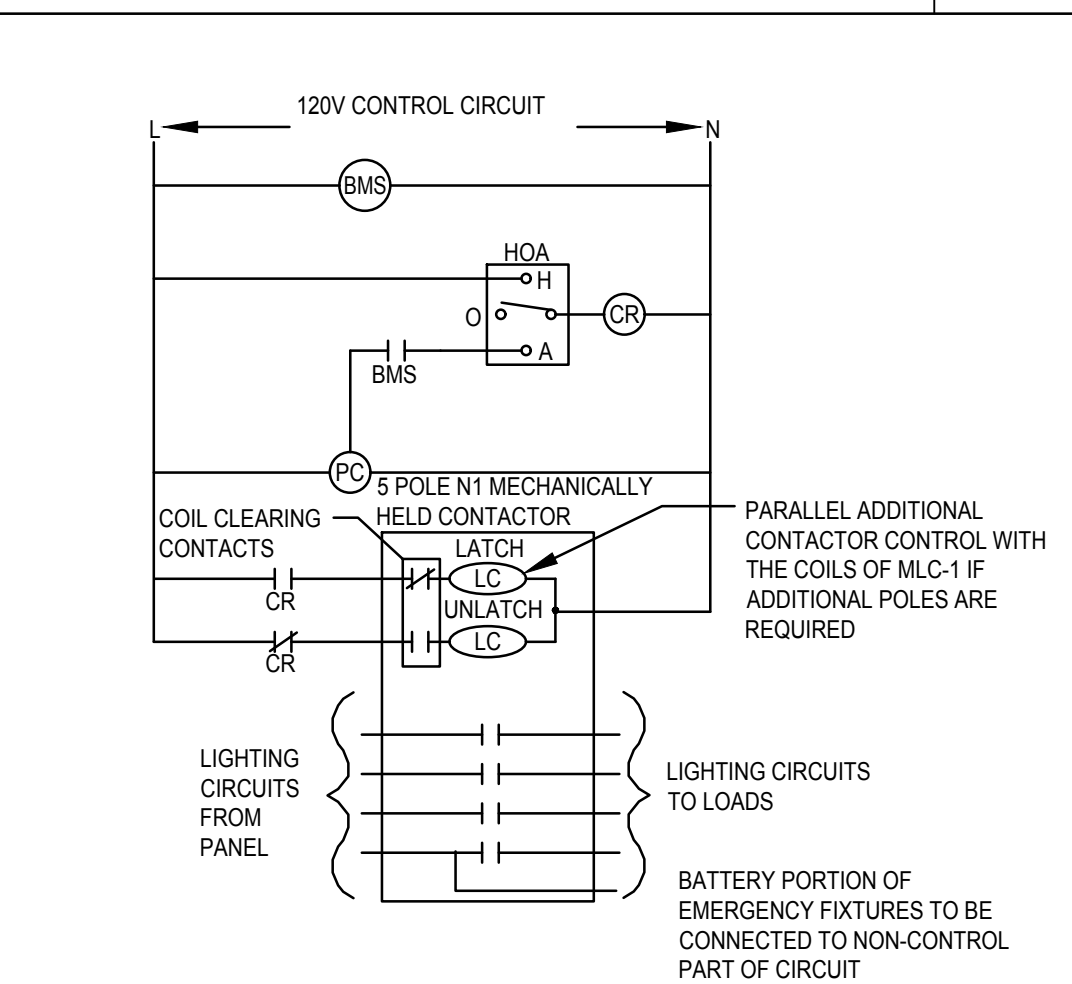 120V CONTROL CIRCUIT
L
N
BMS
HOA
H
O
CR
A
BMS
PC
5 POLE N1 MECHANICALLY
HELD CONTACTOR
COIL CLEARING
CONTACTS
LATCH
LC
CR
UNLATCH
LC
CR
PARALLEL ADDITIONAL
CONTACTOR CONTROL WITH
THE COILS OF MLC-1 IF
ADDITIONAL POLES ARE
REQUIRED
LIGHTING
CIRCUITS
FROM
PANEL
LIGHTING CIRCUITS
TO LOADS
BATTERY PORTION OF
EMERGENCY FIXTURES TO BE
CONNECTED TO NON-CONTROL
PART OF CIRCUIT